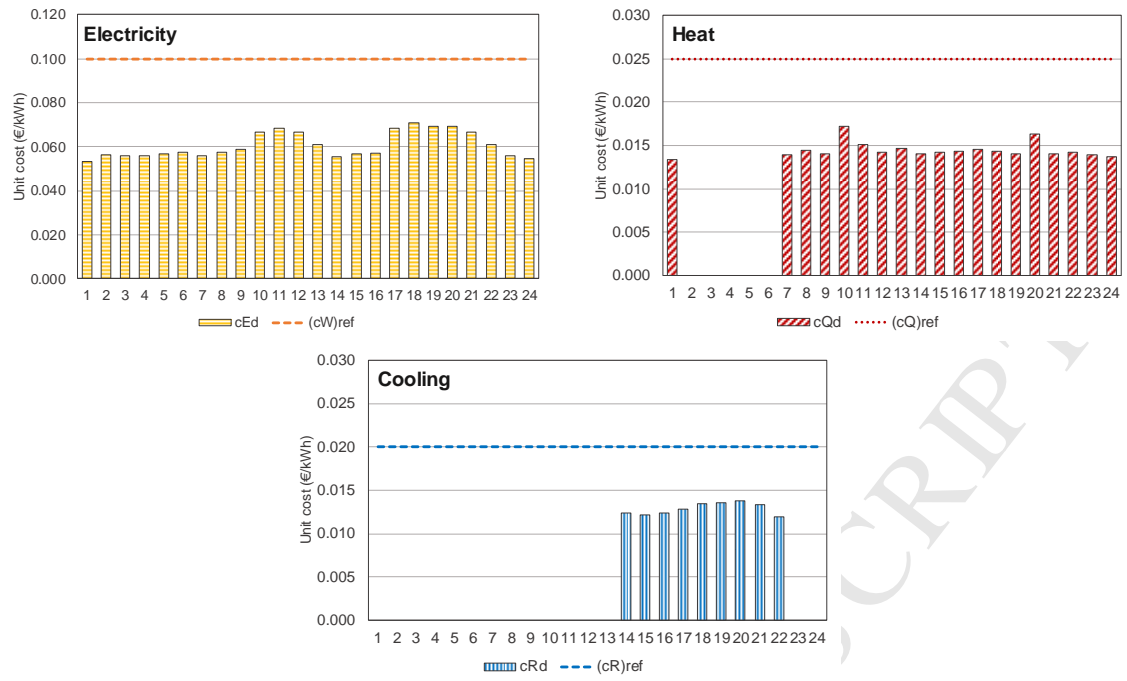 Electricity
Unit cost (€/kWh)
0.120
0.100
0.080
0.060
0.040
0.020
0.000
1 2 3 4 5 6 7 8 9 10 11 12 13 14 15 16 17 18 19 20 21 22 23 24
cEd (cW)ref
Heat
Unit cost (€/kWh)
0.030
0.025
0.020
0.015
0.010
0.005
0.000
1 2 3 4 5 6 7 8 9 10 11 12 13 14 15 16 17 18 19 20 21 22 23 24
cQd (cQ)ref
Cooling
Unit cost (€/kWh)
0.030
0.025
0.020
0.015
0.010
0.005
0.000
1 2 3 4 5 6 7 8 9 10 11 12 13 14 15 16 17 18 19 20 21 22 23 24
cRd (cR)ref